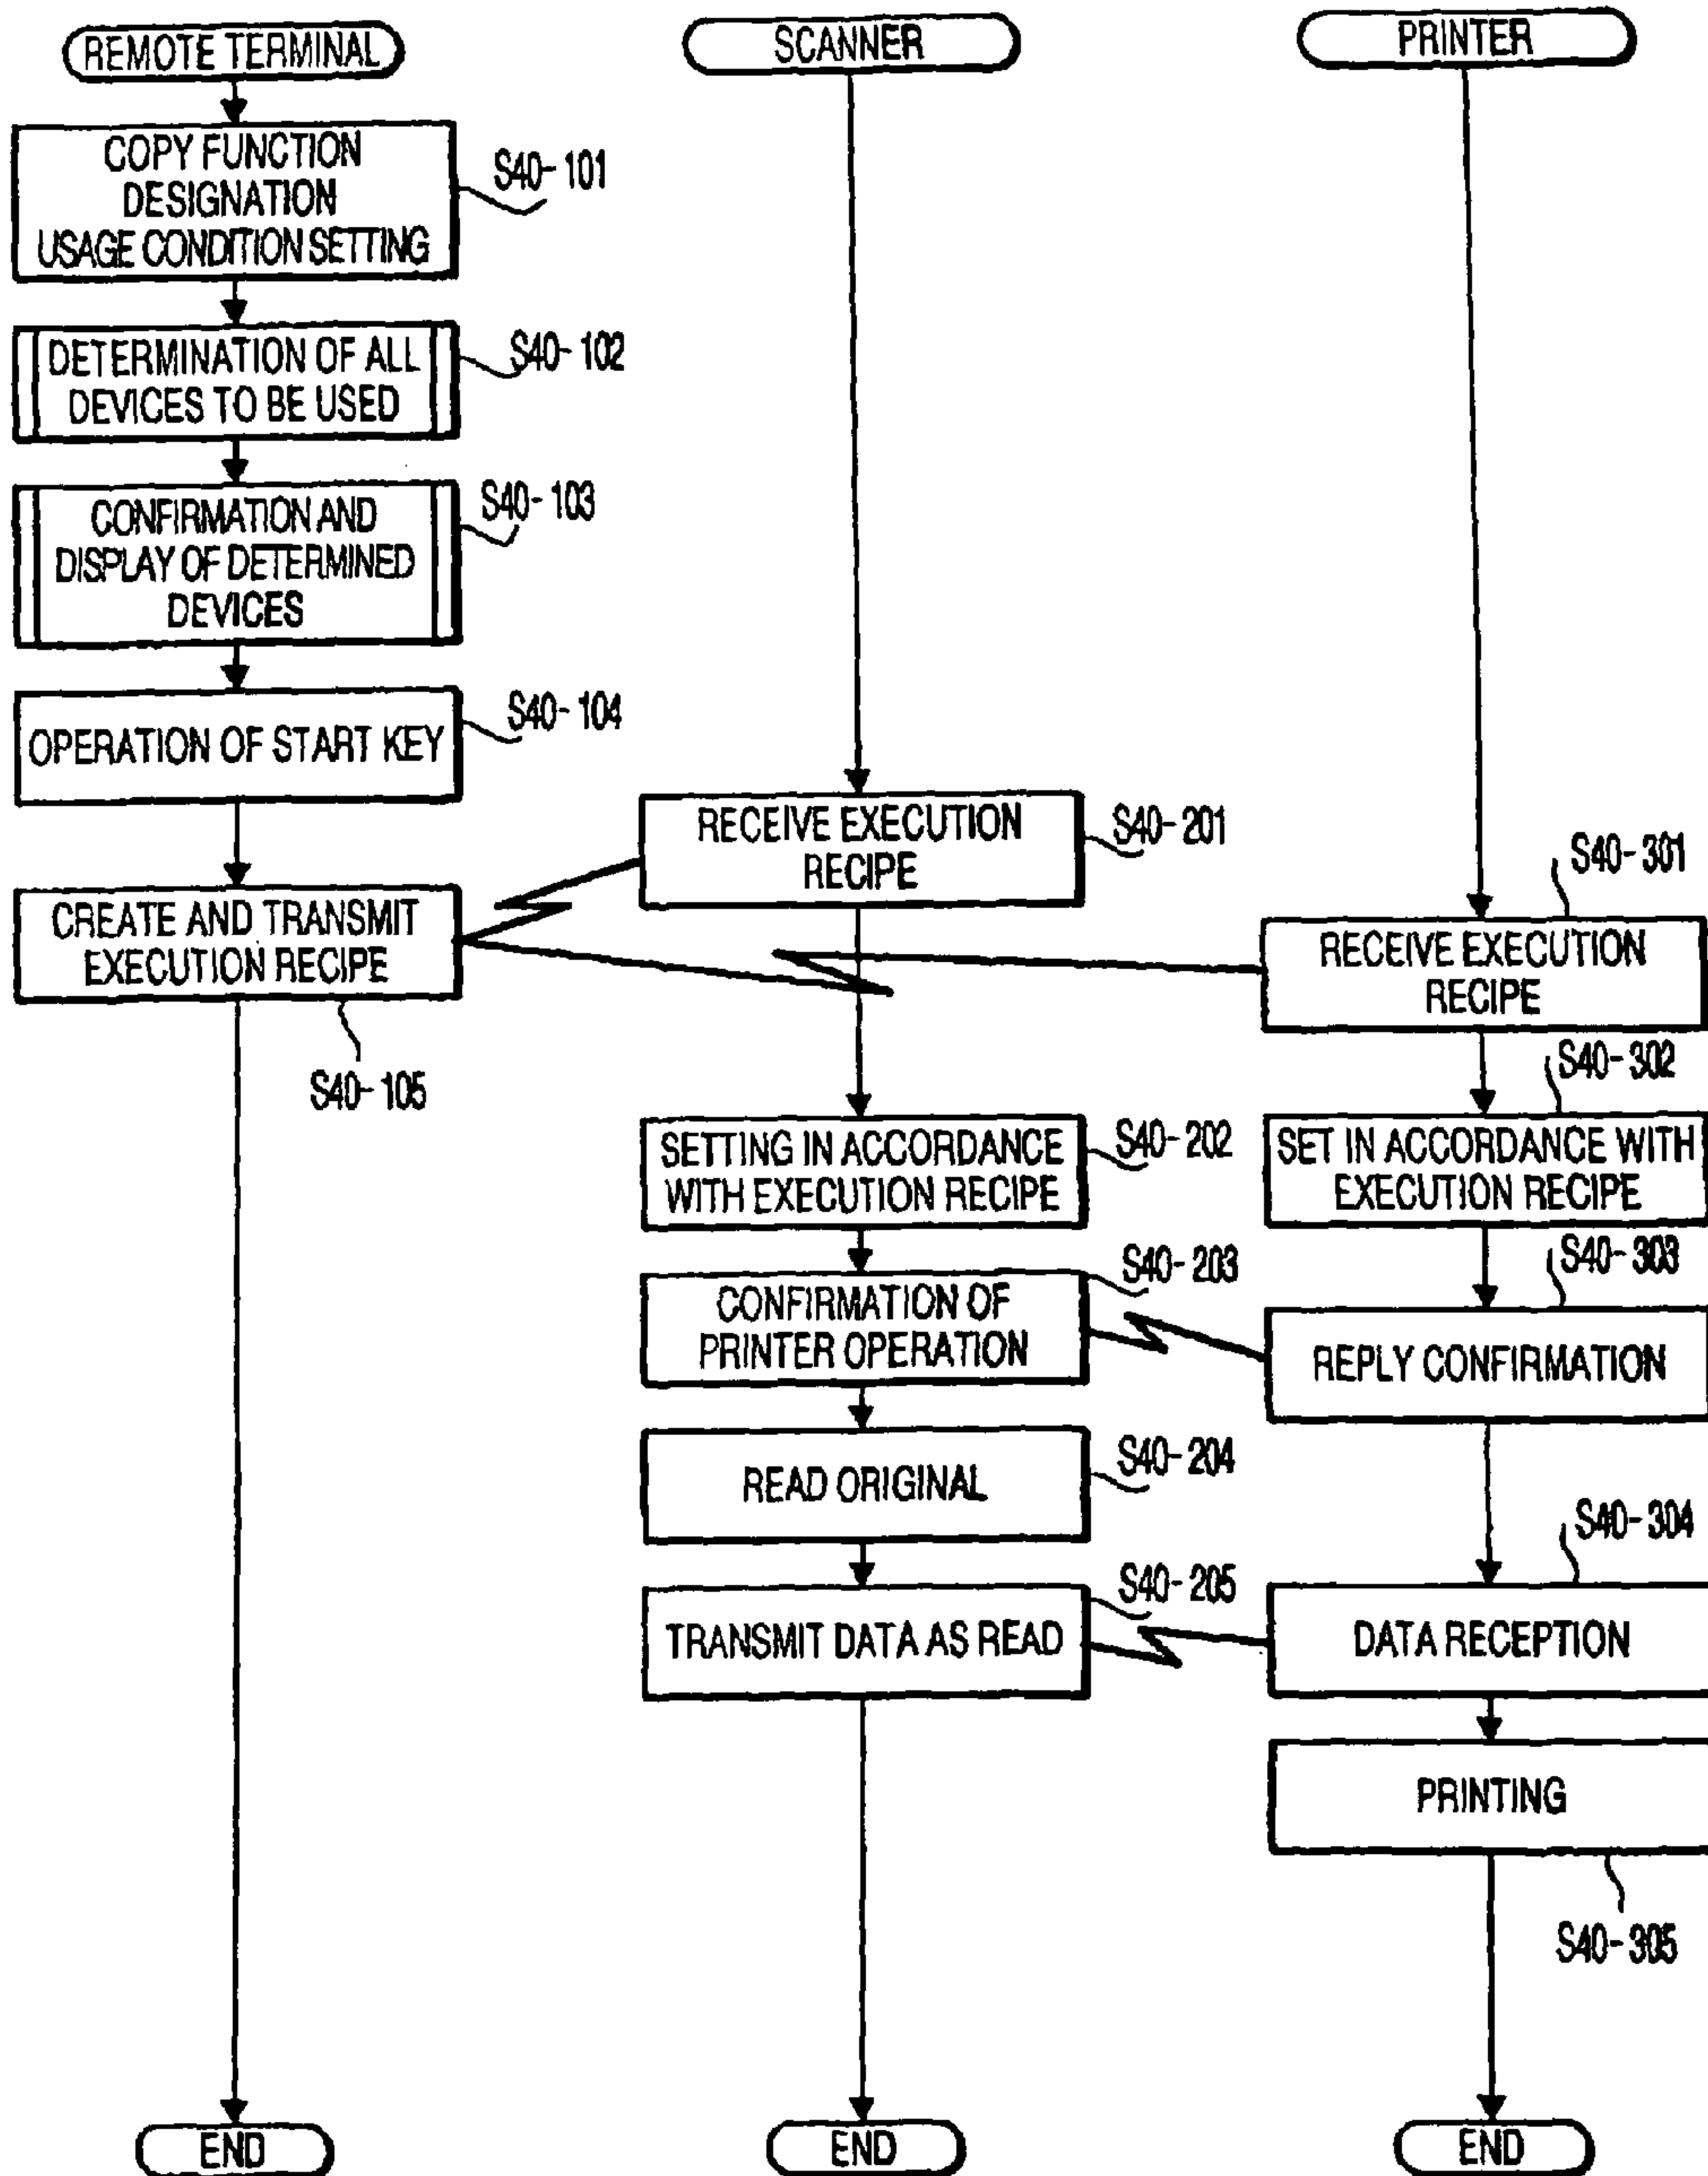 REMOTE TERMINAL
COPY FUNCTION
DESIGNATION
USAGE CONDITION SETTING
S40-101
DETERMINATION OF ALL
DEVICES TO BE USED
S40-102
CONFIRMATION AND
DISPLAY OF DETERMINED
DEVICES
S40-103
OPERATION OF START KEY
S40-104
CREATE AND TRANSMIT
EXECUTION RECIPE
S40-105
END
SCANNER
RECEIVE EXECUTION
RECIPE
S40-201
SETTING IN ACCORDANCE
WITH EXECUTION RECIPE
S40-202
CONFIRMATION OF
PRINTER OPERATION
S40-203
READ ORIGINAL
S40-204
TRANSMIT DATA AS READ
S40-205
END
PRINTER
S40-301
RECEIVE EXECUTION
RECIPE
S40-302
SET IN ACCORDANCE WITH
EXECUTION RECIPE
S40-303
REPLY CONFIRMATION
S40-304
DATA RECEPTION
PRINTING
S40-305
END